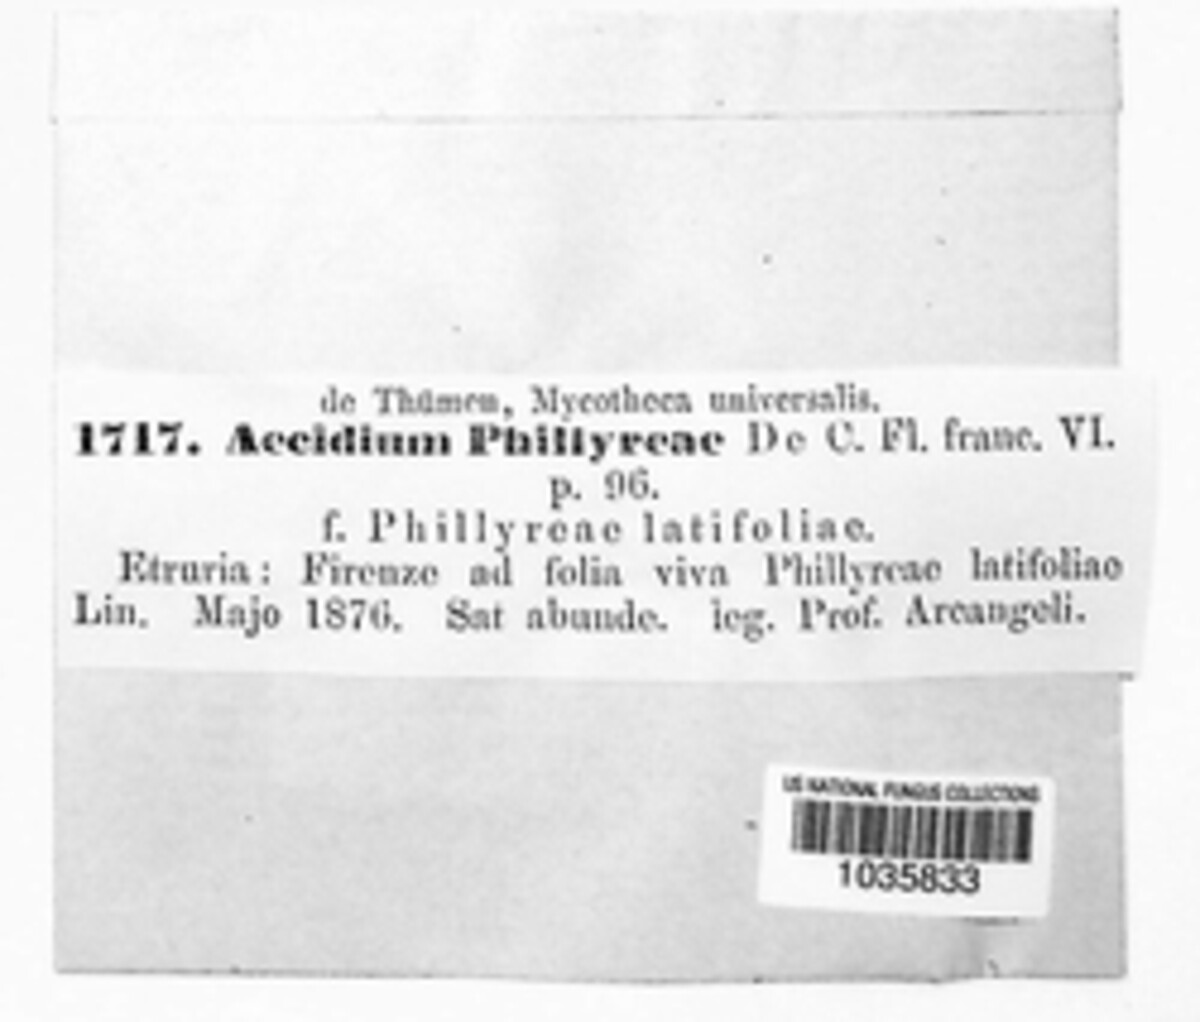 de Thümen, Mycotheca universalis.
1717. Aecidium Phillyreae De C. Fl. franc. VI.
p. 96.
f. Phillyreae latifoliae.
Etruria: Firenze ad folia viva Phillyreae latifoliae
Lin. Majo 1876. Sat abunde. leg. Prof. Arcangeli.
US NATIONAL FUNGUS COLLECTIONS
1035833